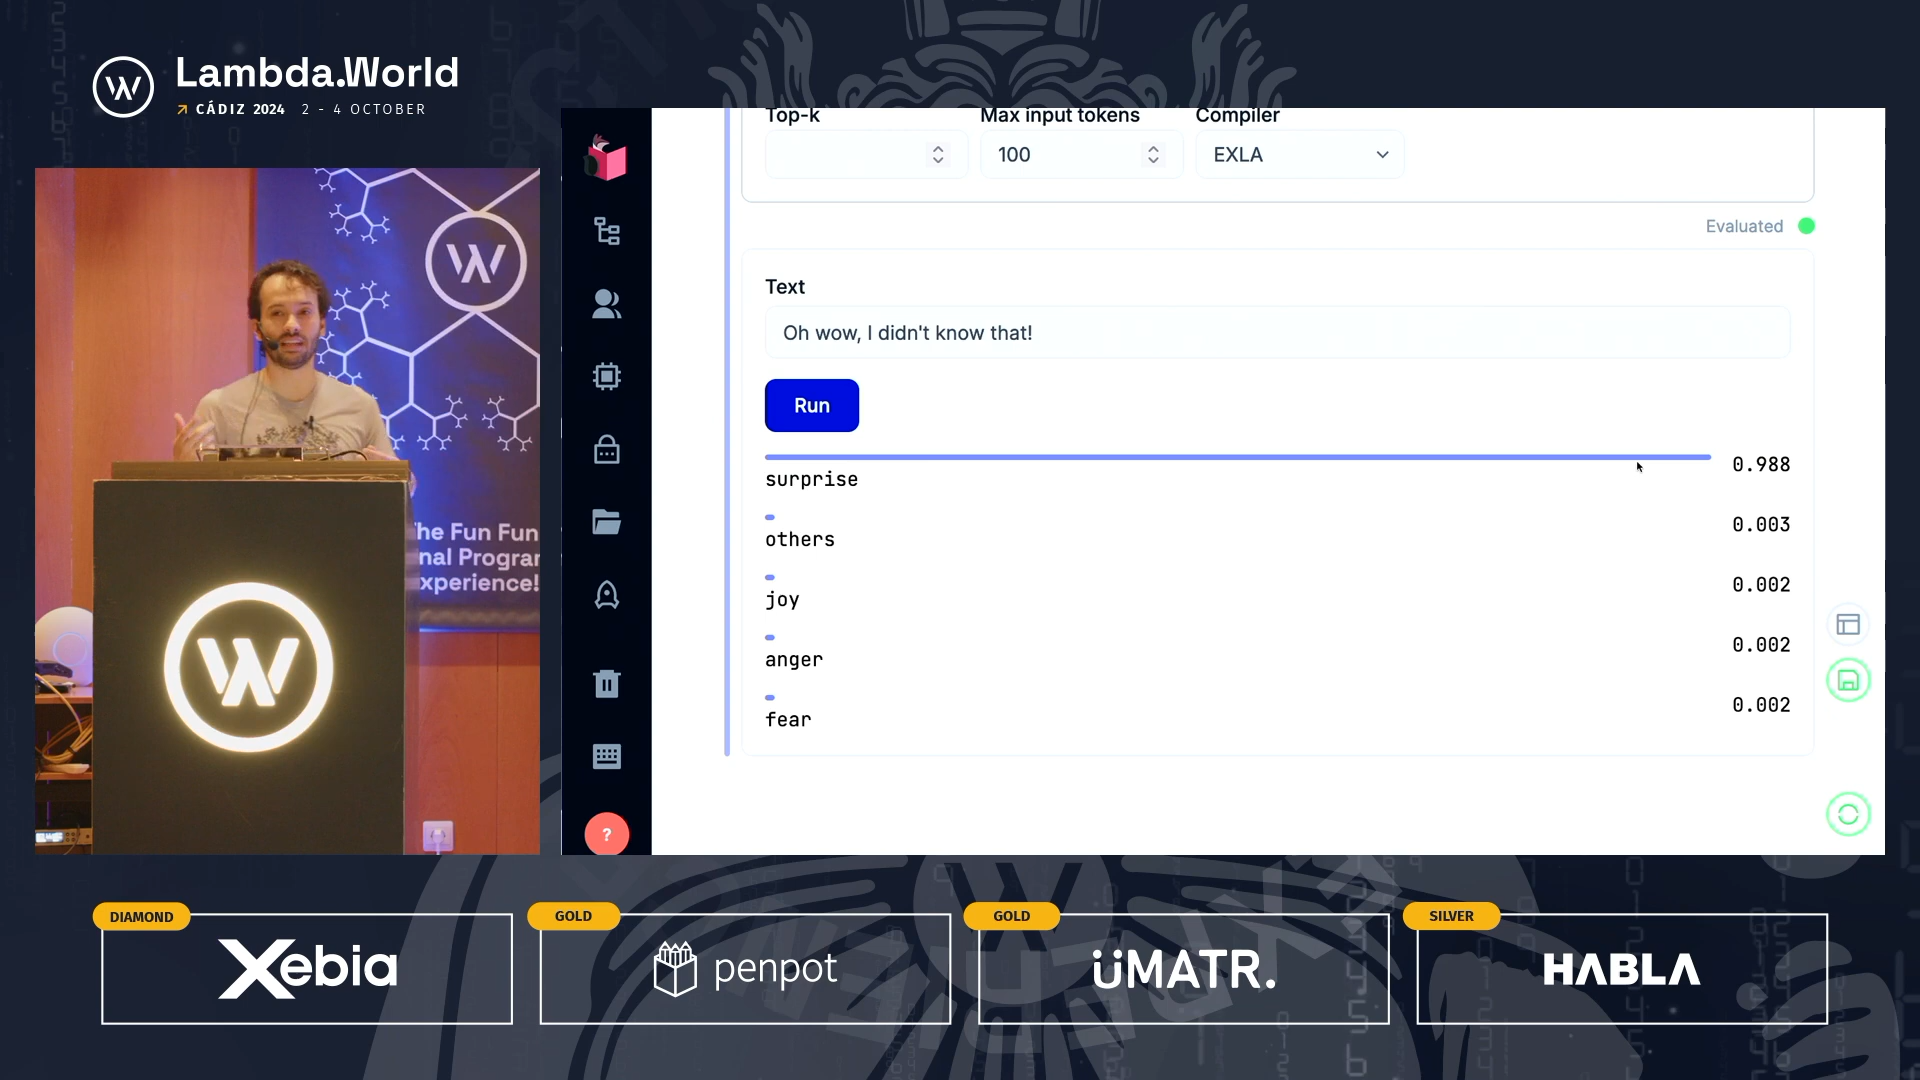 Lambda.World
CÁDIZ 2024 2 - 4 OCTOBER
he Fun Fun
nal Program
xperience!
Top-k
Max input tokens
Compiler
100
EXLA
Evaluated
Text
Oh wow, I didn't know that!
Run
surprise
0.988
others
0.003
joy
0.002
anger
0.002
fear
0.002
?
DIAMOND
Xebia
GOLD
penpot
GOLD
üMATR.
SILVER
HABLA